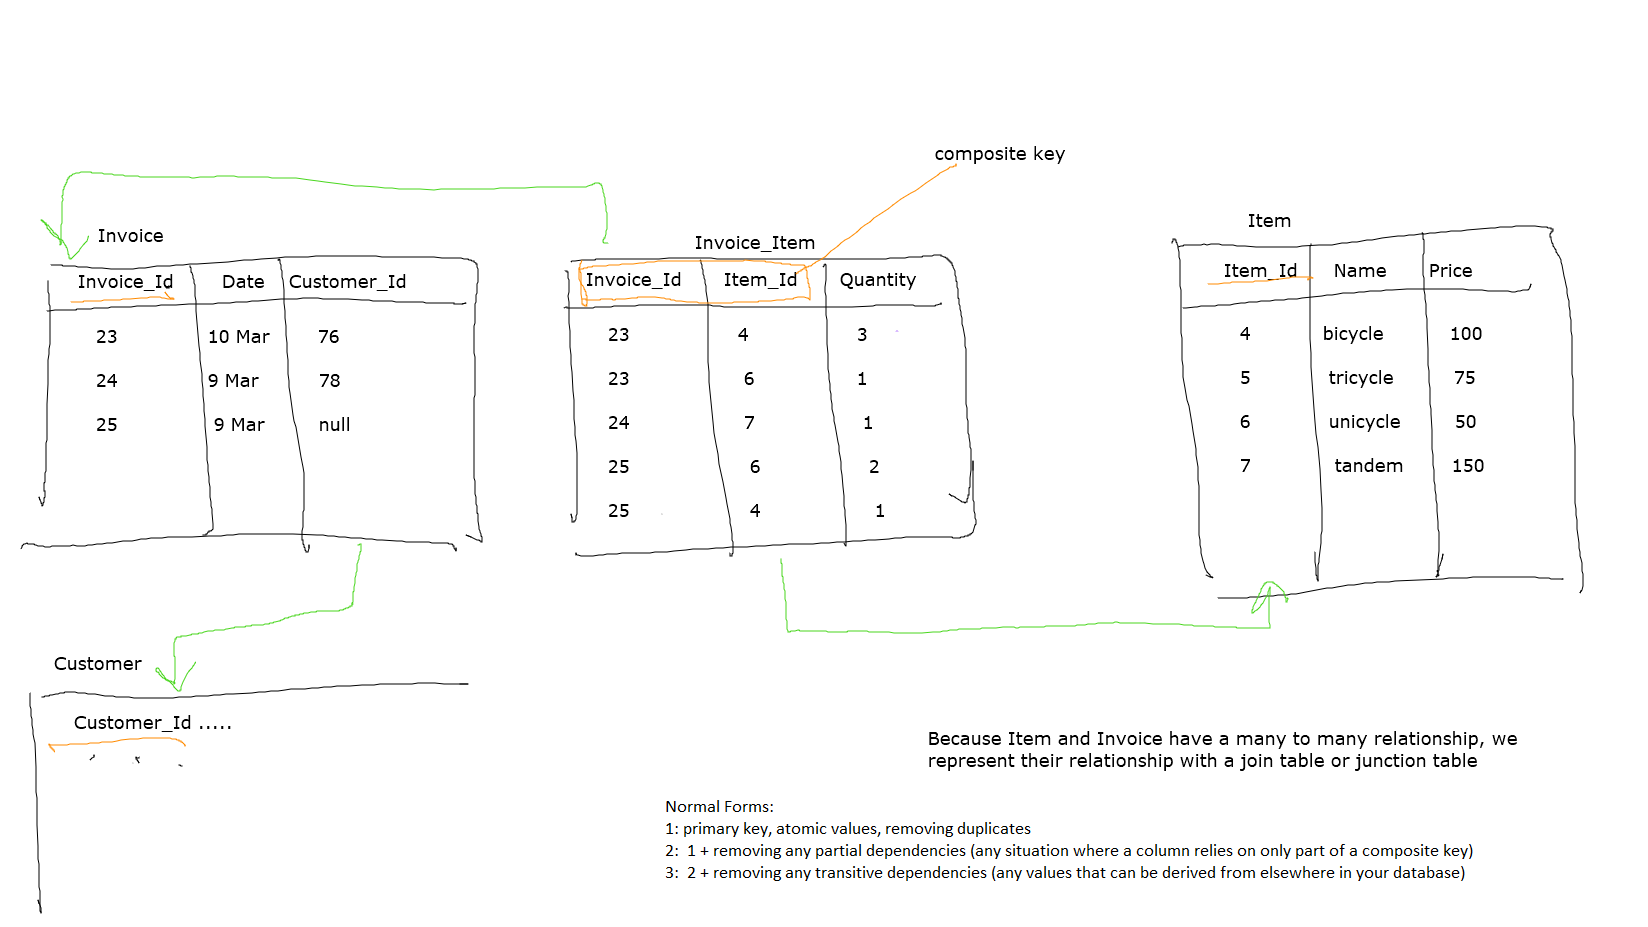 composite key
Invoice
Invoice_Id Date Customer_Id
23 10 Mar 76
24 9 Mar 78
25 9 Mar null
Invoice_Item
Invoice_Id Item_Id Quantity
23 4 3
23 6 1
24 7 1
25 6 2
25 4 1
Item
Item_Id Name Price
4 bicycle 100
5 tricycle 75
6 unicycle 50
7 tandem 150
Customer
Customer_Id .....
Because Item and Invoice have a many to many relationship, we
represent their relationship with a join table or junction table
Normal Forms:
1: primary key, atomic values, removing duplicates
2:  1 + removing any partial dependencies (any situation where a column relies on only part of a composite key)
3:  2 + removing any transitive dependencies (any values that can be derived from elsewhere in your database)